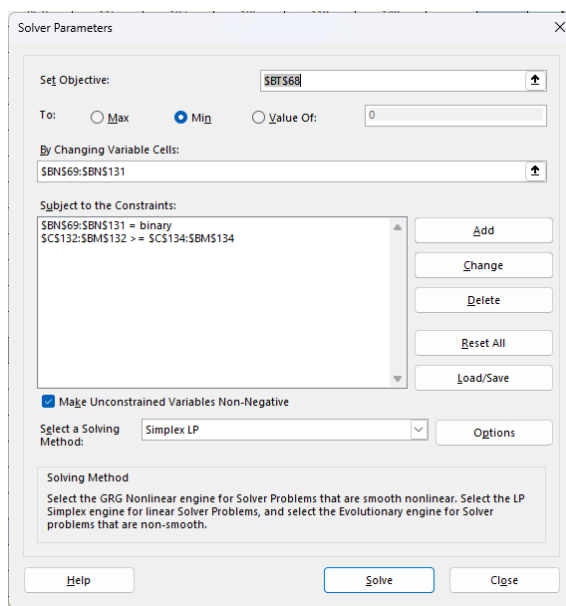 Solver Parameters
Set Objective:
$BT$68
To:
Max
Min
Value Of:
0
By Changing Variable Cells:
$BN$69:$BN$131
Subject to the Constraints:
$BN$69:$BN$131 = binary
$C$132:$BM$132 >= $C$134:$BM$134
Add
Change
Delete
Reset All
Load/Save
Make Unconstrained Variables Non-Negative
Select a Solving
Method:
Simplex LP
Options
Solving Method
Select the GRG Nonlinear engine for Solver Problems that are smooth nonlinear. Select the LP
Simplex engine for linear Solver Problems, and select the Evolutionary engine for Solver
problems that are non-smooth.
Help
Solve
Close